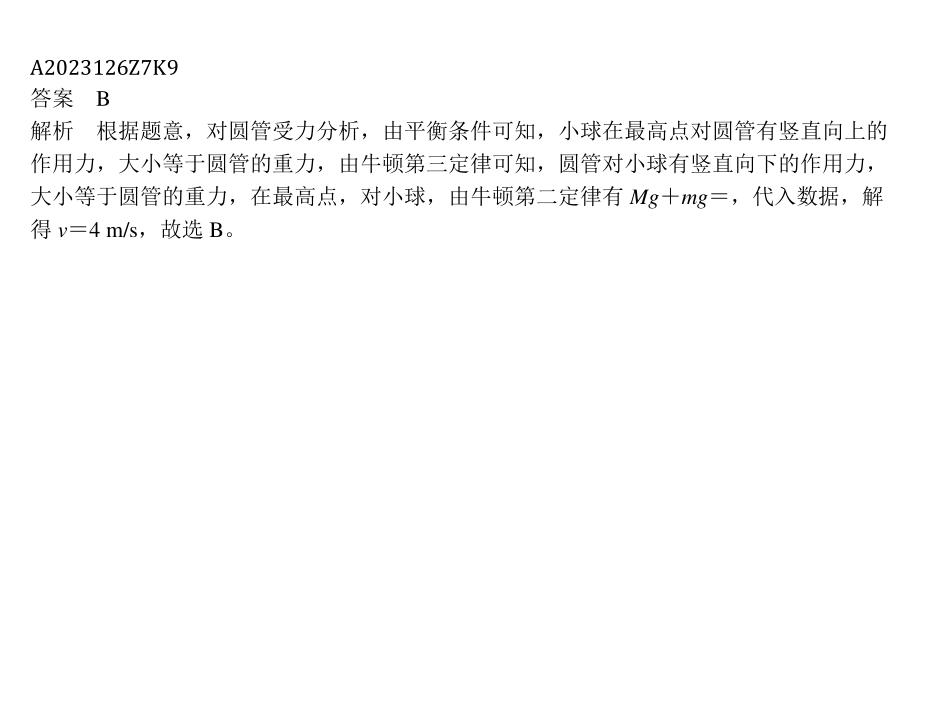 A2023126Z7K9
答案　B
解析　根据题意，对圆管受力分析，由平衡条件可知，小球在最高点对圆管有竖直向上的
作用力，大小等于圆管的重力，由牛顿第三定律可知，圆管对小球有竖直向下的作用力，
大小等于圆管的重力，在最高点，对小球，由牛顿第二定律有 Mg＋mg＝，代入数据，解
得 v＝4 m/s，故选 B。